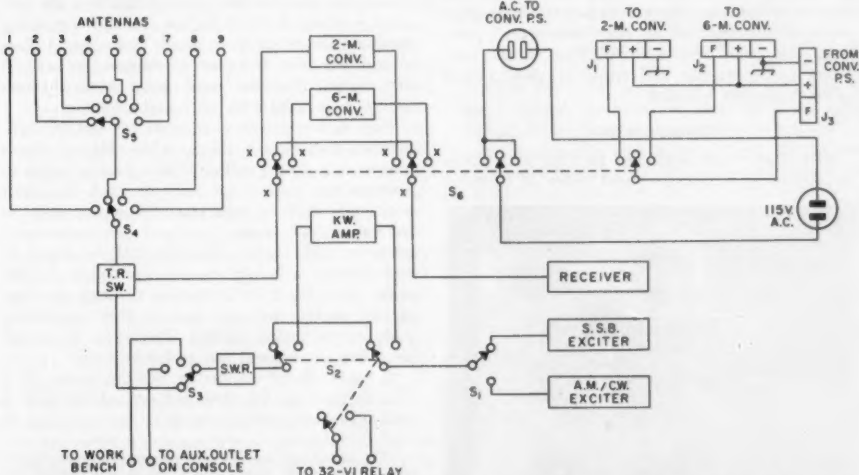 ANTENNAS
1 2 3 4 5 6 7 8 9
S5
S4
T.R.
SW.
2-M.
CONV.
6-M.
CONV.
X X X X
X X
KW.
AMP.
A.C. TO
CONV. P.S.
TO
2-M. CONV.
TO
6-M. CONV.
F + -
J1
F + -
J2
FROM
CONV.
P.S.
-
+
F
J3
S6
115V.
A.C.
RECEIVER
S.S.B.
EXCITER
A.M./C.W.
EXCITER
S1
S2
S.W.R.
S3
TO WORK
BENCH
TO AUX. OUTLET
ON CONSOLE
TO 32-VI RELAY